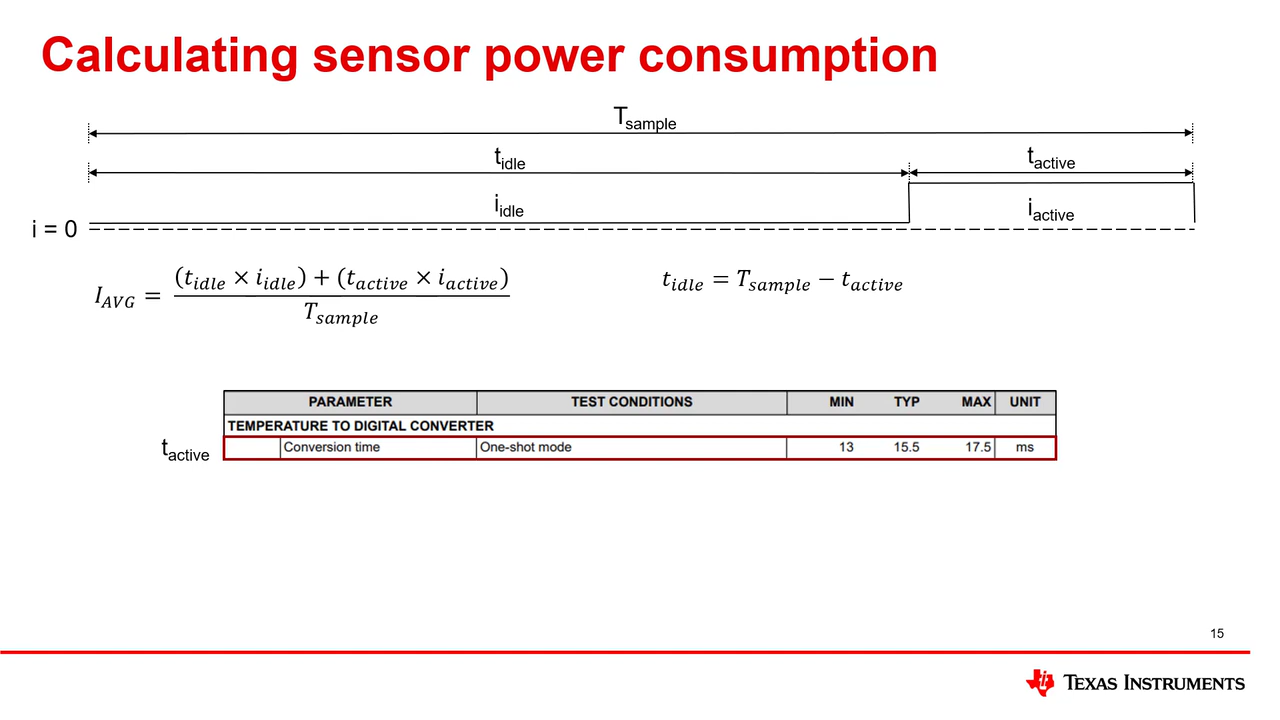 Calculating sensor power consumption
Tsample
tidle
tactive
iidle
iactive
i = 0
IAVG = (tidle × iidle) + (tactive × iactive) / Tsample
tidle = Tsample − tactive
PARAMETER TEST CONDITIONS MIN TYP MAX UNIT
TEMPERATURE TO DIGITAL CONVERTER
tactive
Conversion time One-shot mode 13 15.5 17.5 ms
15
TEXAS INSTRUMENTS